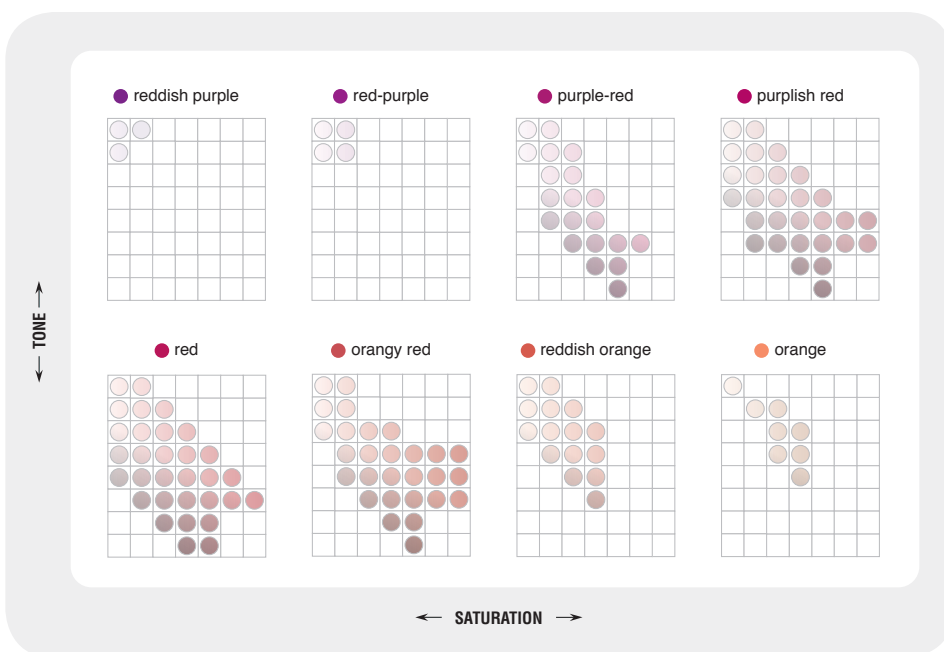 reddish purple
red-purple
purple-red
purplish red
TONE
red
orangy red
reddish orange
orange
SATURATION